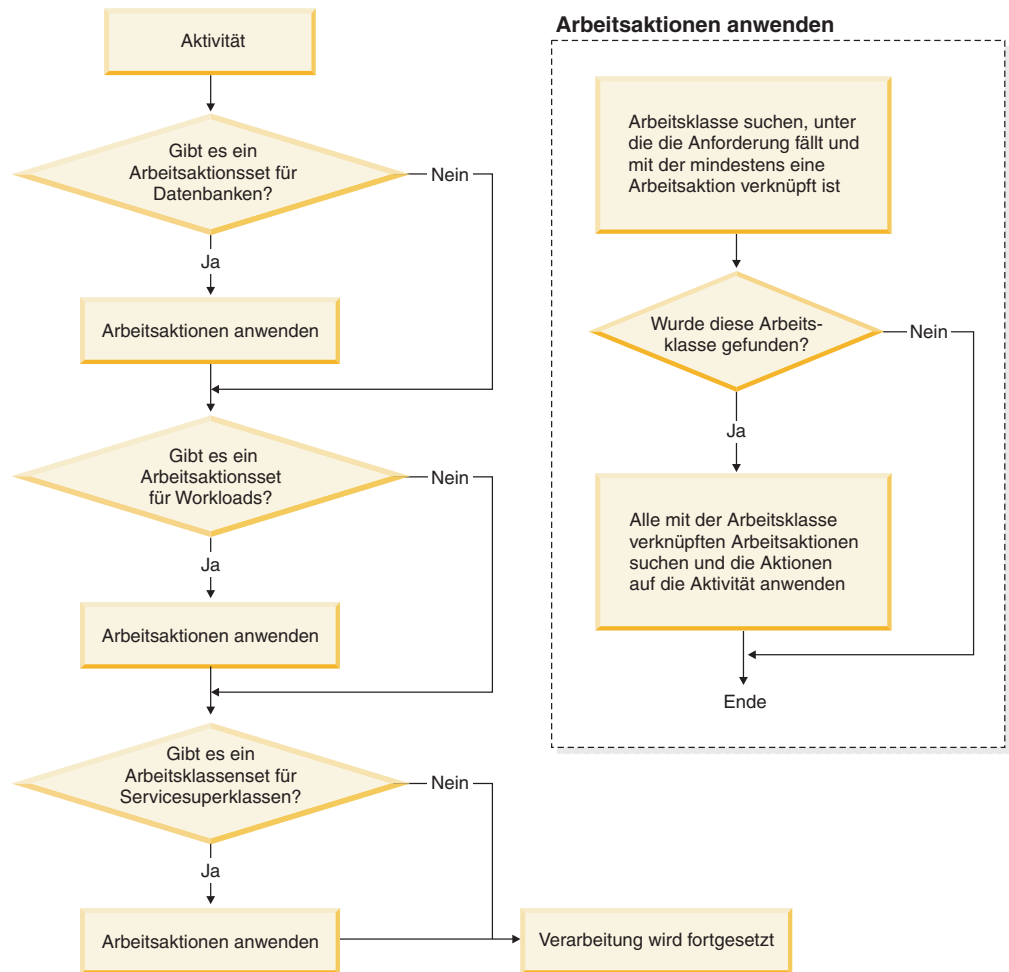 Aktivität
Gibt es ein
Arbeitsaktionsset für
Datenbanken?
Nein
Ja
Arbeitsaktionen anwenden
Gibt es ein
Arbeitsaktionsset
für Workloads?
Nein
Ja
Arbeitsaktionen anwenden
Gibt es ein
Arbeitsklassenset für
Servicesuperklassen?
Nein
Ja
Arbeitsaktionen anwenden
Verarbeitung wird fortgesetzt
Arbeitsaktionen anwenden
Arbeitsklasse suchen, unter
die die Anforderung fällt und
mit der mindestens eine
Arbeitsaktion verknüpft ist
Wurde diese Arbeits-
klasse gefunden?
Nein
Ja
Alle mit der Arbeitsklasse
verknüpften Arbeitsaktionen
suchen und die Aktionen
auf die Aktivität anwenden
Ende